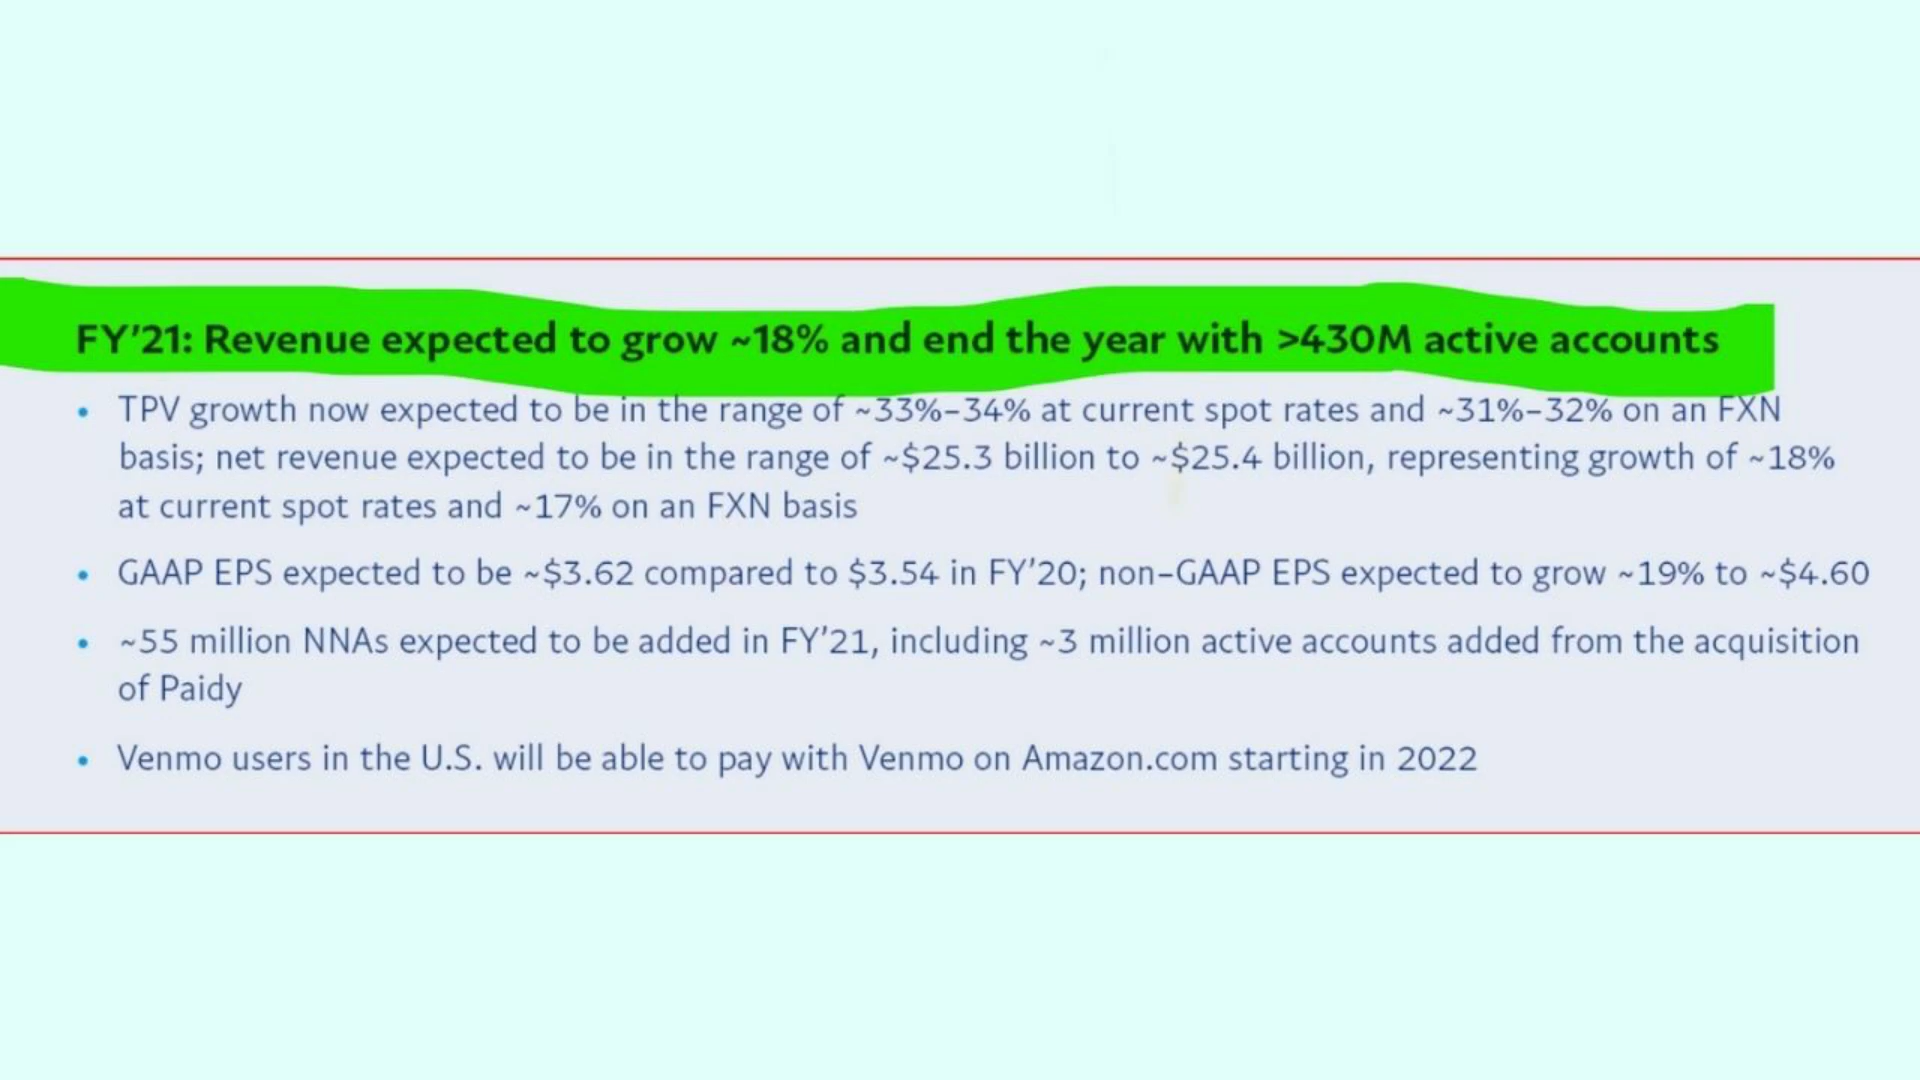 FY'21: Revenue expected to grow ~18% and end the year with >430M active accounts
• TPV growth now expected to be in the range of ~33%–34% at current spot rates and ~31%–32% on an FXN
basis; net revenue expected to be in the range of ~$25.3 billion to ~$25.4 billion, representing growth of ~18%
at current spot rates and ~17% on an FXN basis
• GAAP EPS expected to be ~$3.62 compared to $3.54 in FY'20; non-GAAP EPS expected to grow ~19% to ~$4.60
• ~55 million NNAs expected to be added in FY'21, including ~3 million active accounts added from the acquisition
of Paidy
• Venmo users in the U.S. will be able to pay with Venmo on Amazon.com starting in 2022